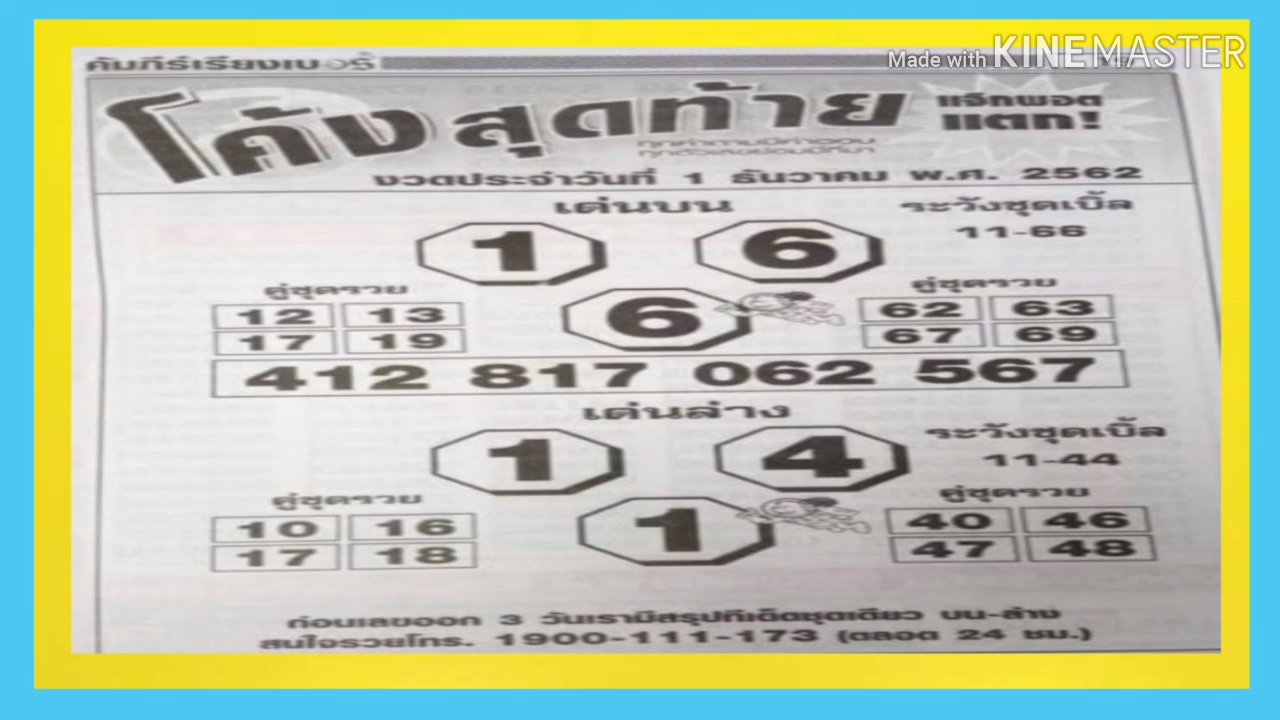 คัมภีร์เรียงเบอร์
Made with KINEMASTER
โค้งสุดท้าย
แจ็กพอต
แตก!
งวดประจำวันที่ 1 ธันวาคม พ.ศ. 2562
เด่นบน
ระวังชุดเบิ้ล
1 6
11-66
คู่ชุดรวย
คู่ชุดรวย
12 13
6
62 63
17 19
67 69
412 817 062 567
เด่นล่าง
ระวังชุดเบิ้ล
1 4
11-44
คู่ชุดรวย
คู่ชุดรวย
10 16
1
40 46
17 18
47 48
ก่อนเลขออก 3 วันเรามีสรุปทีเด็ดชุดเดียว บน-ล่าง
สนใจรวยโทร. 1900-111-173 (ตลอด 24 ชม.)